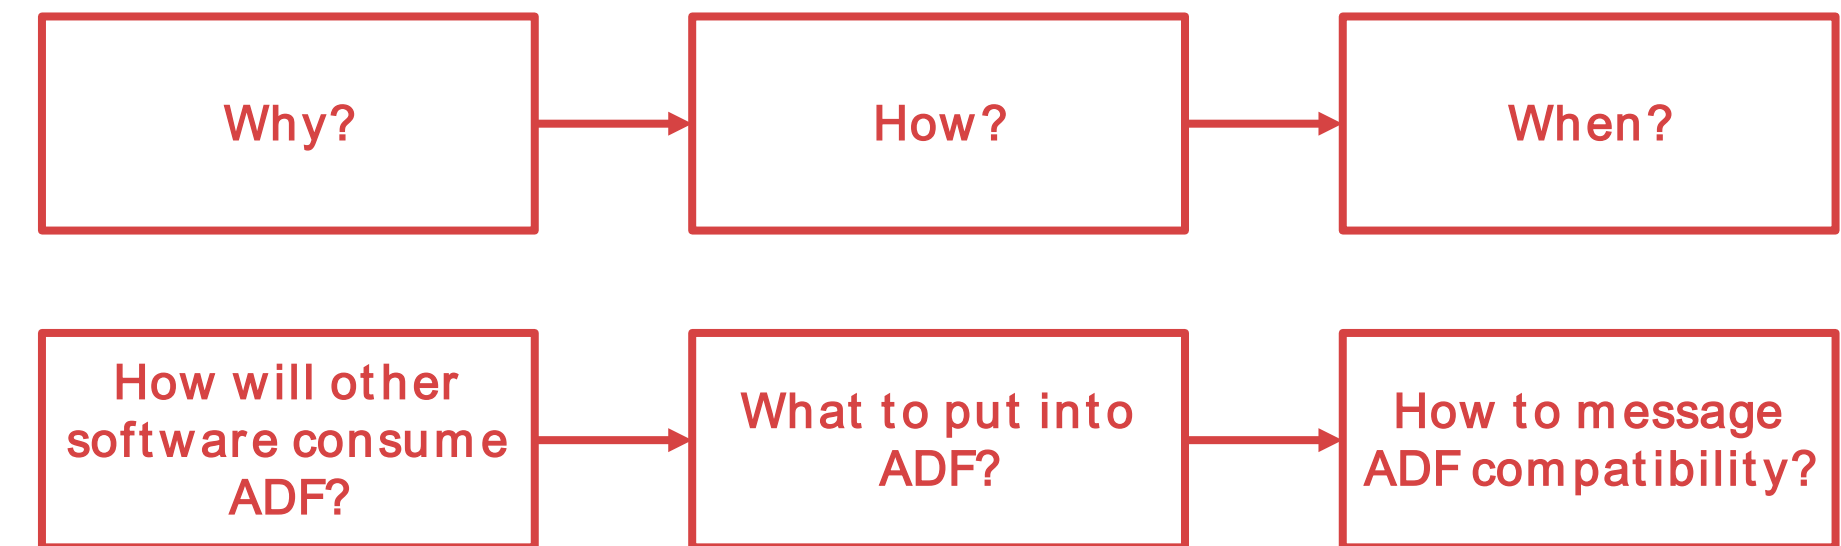 Why?
How?
When?
How will other
software consume
ADF?
What to put into
ADF?
How to message
ADF compatibility?